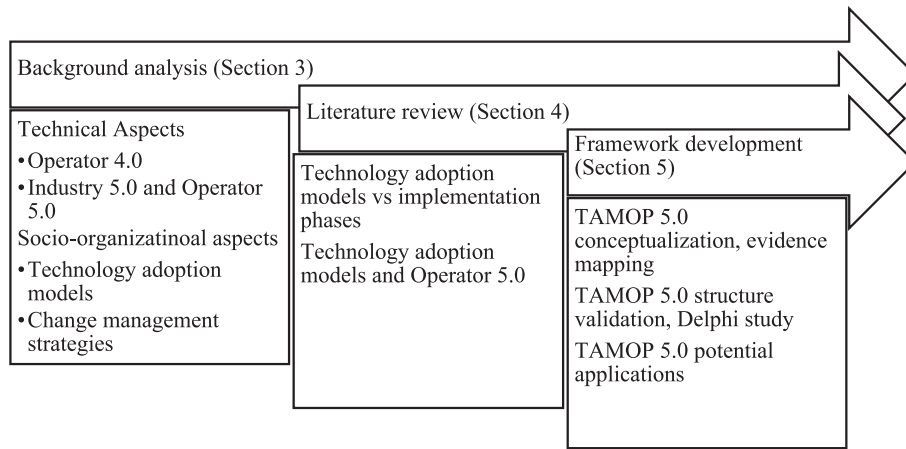 Background analysis (Section 3)
Technical Aspects
•Operator 4.0
•Industry 5.0 and Operator
5.0
Socio-organizatinoal aspects
•Technology adoption
models
•Change management
strategies
Literature review (Section 4)
Technology adoption
models vs implementation
phases
Technology adoption
models and Operator 5.0
Framework development
(Section 5)
TAMOP 5.0
conceptualization, evidence
mapping
TAMOP 5.0 structure
validation, Delphi study
TAMOP 5.0 potential
applications